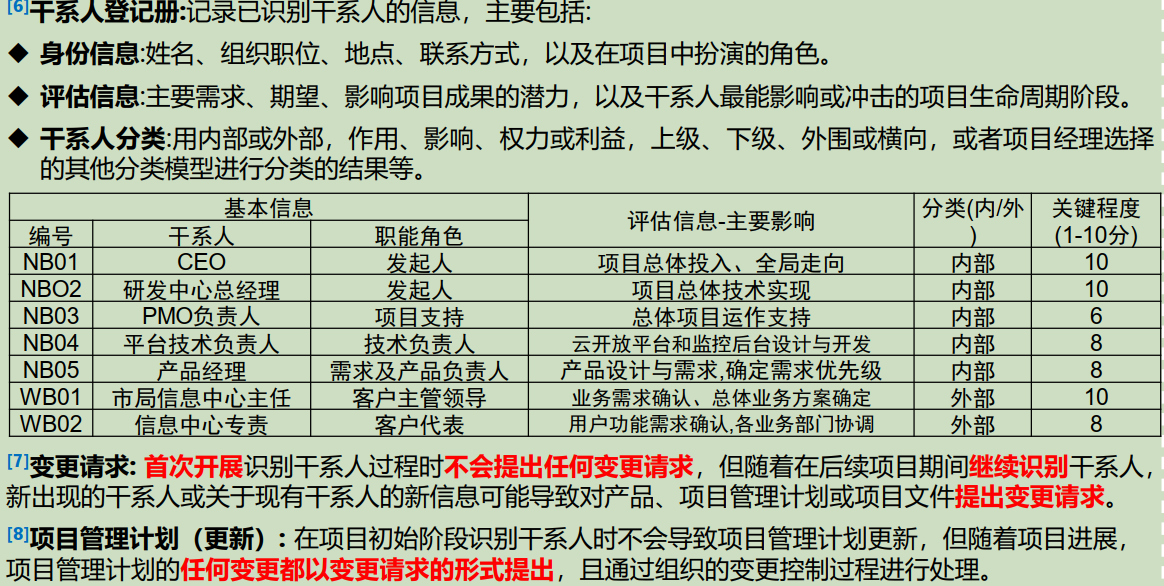 [6]干系人登记册:记录已识别干系人的信息，主要包括:
◆ 身份信息:姓名、组织职位、地点、联系方式，以及在项目中扮演的角色。
◆ 评估信息:主要需求、期望、影响项目成果的潜力，以及干系人最能影响或冲击的项目生命周期阶段。
◆ 干系人分类:用内部或外部，作用、影响、权力或利益，上级、下级、外围或横向，或者项目经理选择
的其他分类模型进行分类的结果等。
基本信息 评估信息-主要影响 分类(内/外) 关键程度(1-10分)
编号 干系人 职能角色
NB01 CEO 发起人 项目总体投入、全局走向 内部 10
NBO2 研发中心总经理 发起人 项目总体技术实现 内部 10
NB03 PMO负责人 项目支持 总体项目运作支持 内部 6
NB04 平台技术负责人 技术负责人 云开放平台和监控后台设计与开发 内部 8
NB05 产品经理 需求及产品负责人 产品设计与需求,确定需求优先级 内部 8
WB01 市局信息中心主任 客户主管领导 业务需求确认、总体业务方案确定 外部 10
WB02 信息中心专责 客户代表 用户功能需求确认,各业务部门协调 外部 8
[7]变更请求: 首次开展识别干系人过程时不会提出任何变更请求，但随着在后续项目期间继续识别干系人，
新出现的干系人或关于现有干系人的新信息可能导致对产品、项目管理计划或项目文件提出变更请求。
[8]项目管理计划（更新）: 在项目初始阶段识别干系人时不会导致项目管理计划更新，但随着项目进展，
项目管理计划的任何变更都以变更请求的形式提出，且通过组织的变更控制过程进行处理。